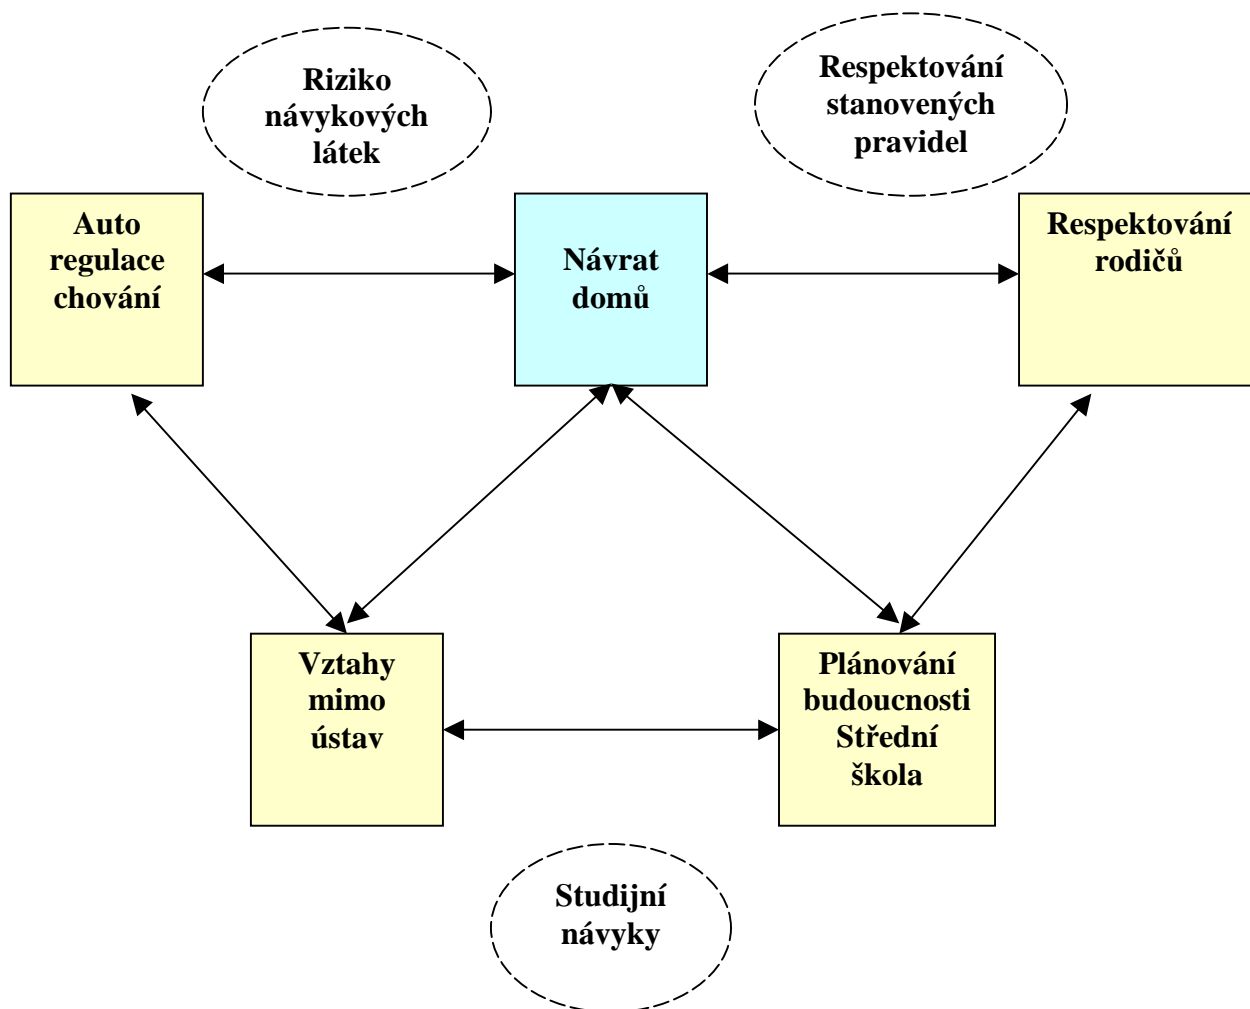 Riziko
návykových
látek
Respektování
stanovených
pravidel
Auto
regulace
chování
Návrat
domů
Respektování
rodičů
Vztahy
mimo
ústav
Plánování
budoucnosti
Střední
škola
Studijní
návyky